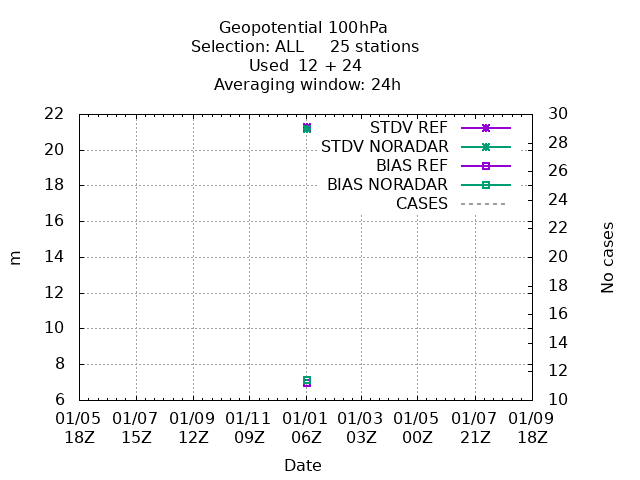 Geopotential 100hPa
Selection: ALL 25 stations
Used 12 + 24
Averaging window: 24h
22 30
20 28
18 26
16 24
14 22
12 20
10 18
8 16
6 14
12
10
m
No cases
STDV REF
STDV NORADAR
BIAS REF
BIAS NORADAR
CASES
01/05 01/07 01/09 01/11 01/01 01/03 01/05 01/07 01/09
18Z 15Z 12Z 09Z 06Z 03Z 00Z 21Z 18Z
Date